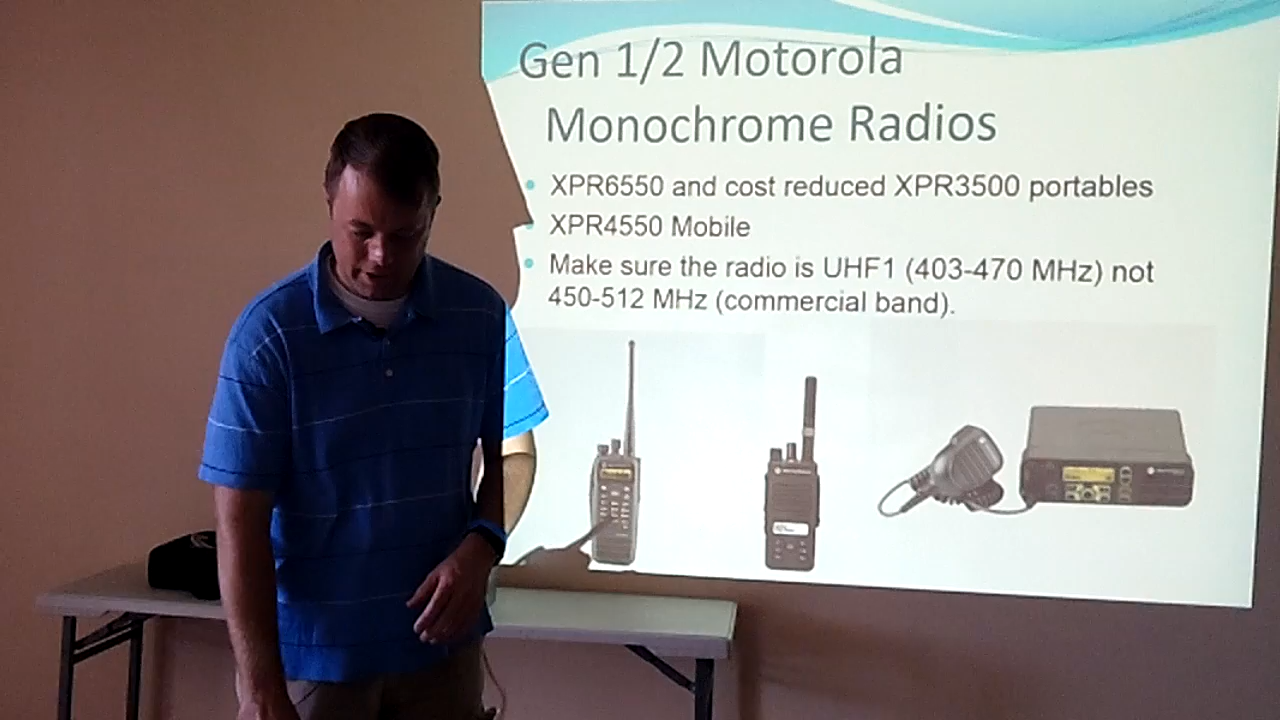 Gen 1/2 Motorola
Monochrome Radios
• XPR6550 and cost reduced XPR3500 portables
• XPR4550 Mobile
• Make sure the radio is UHF1 (403-470 MHz) not
450-512 MHz (commercial band).